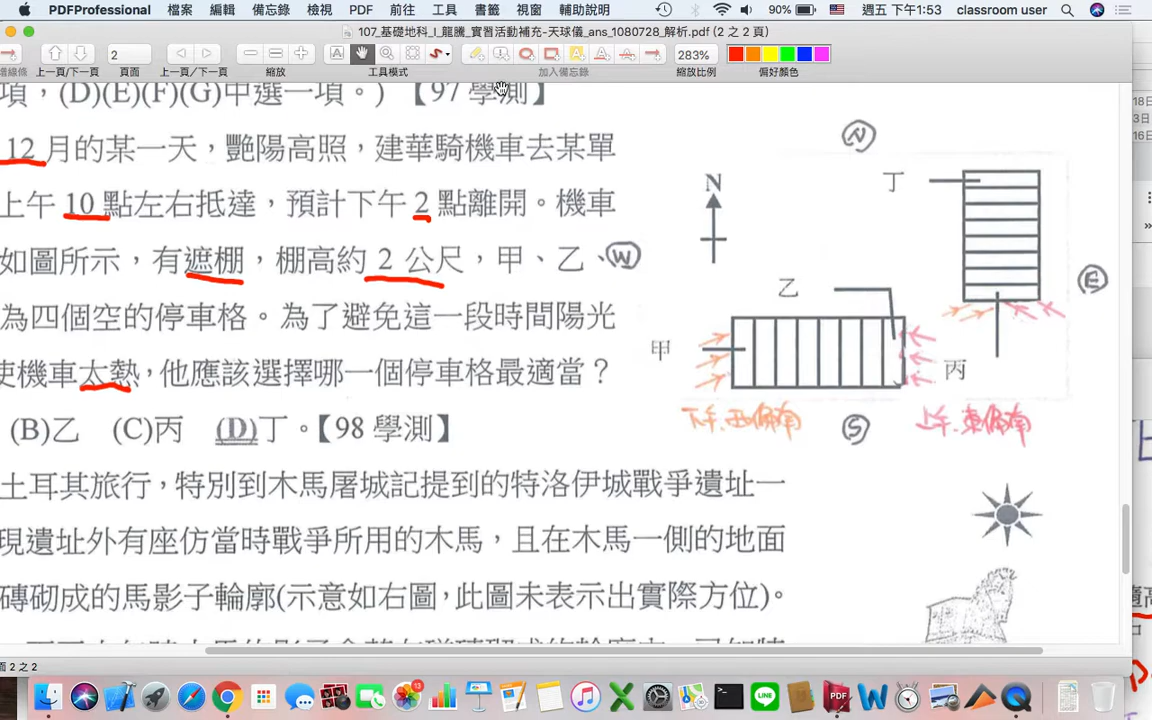 PDFProfessional 檔案 編輯 備忘錄 檢視 PDF 前往 工具 書籤 視窗 輔助說明 90% 週五 下午1:53 classroom user
107_基礎地科_I_龍騰_實習活動補充-天球儀_ans_1080728_解析.pdf (2 之 2 頁)
2 283%
增線條 上一頁/下一頁 頁面 上一頁/下一頁 縮放 工具模式 加入備忘錄 縮放比例 偏好顏色
項，(D)(E)(F)(G)中選一項。) 【97 學測】
12 月的某一天，艷陽高照，建華騎機車去某單
上午 10 點左右抵達，預計下午 2 點離開。機車
如圖所示，有遮棚，棚高約 2 公尺，甲、乙、
為四個空的停車格。為了避免這一段時間陽光
使機車太熱，他應該選擇哪一個停車格最適當？
(B)乙 (C)丙 (D)丁。【98 學測】
N
N
丁
W
E
乙
甲
丙
下午.西偏南
S
上午.東偏南
土耳其旅行，特別到木馬屠城記提到的特洛伊城戰爭遺址一
現遺址外有座仿當時戰爭所用的木馬，且在木馬一側的地面
磚砌成的馬影子輪廓(示意如右圖，此圖未表示出實際方位)。
面 2 之 2